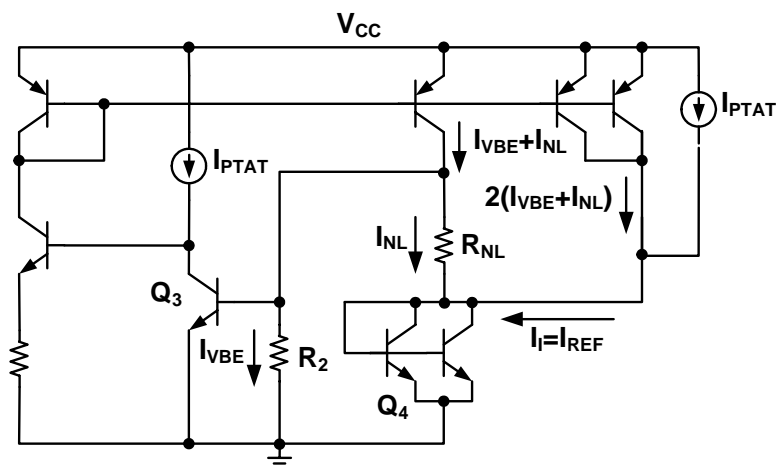 VCC
IPTAT
IPTAT
IVBE+INL
2(IVBE+INL)
INL
RNL
Q3
IVBE
R2
II=IREF
Q4